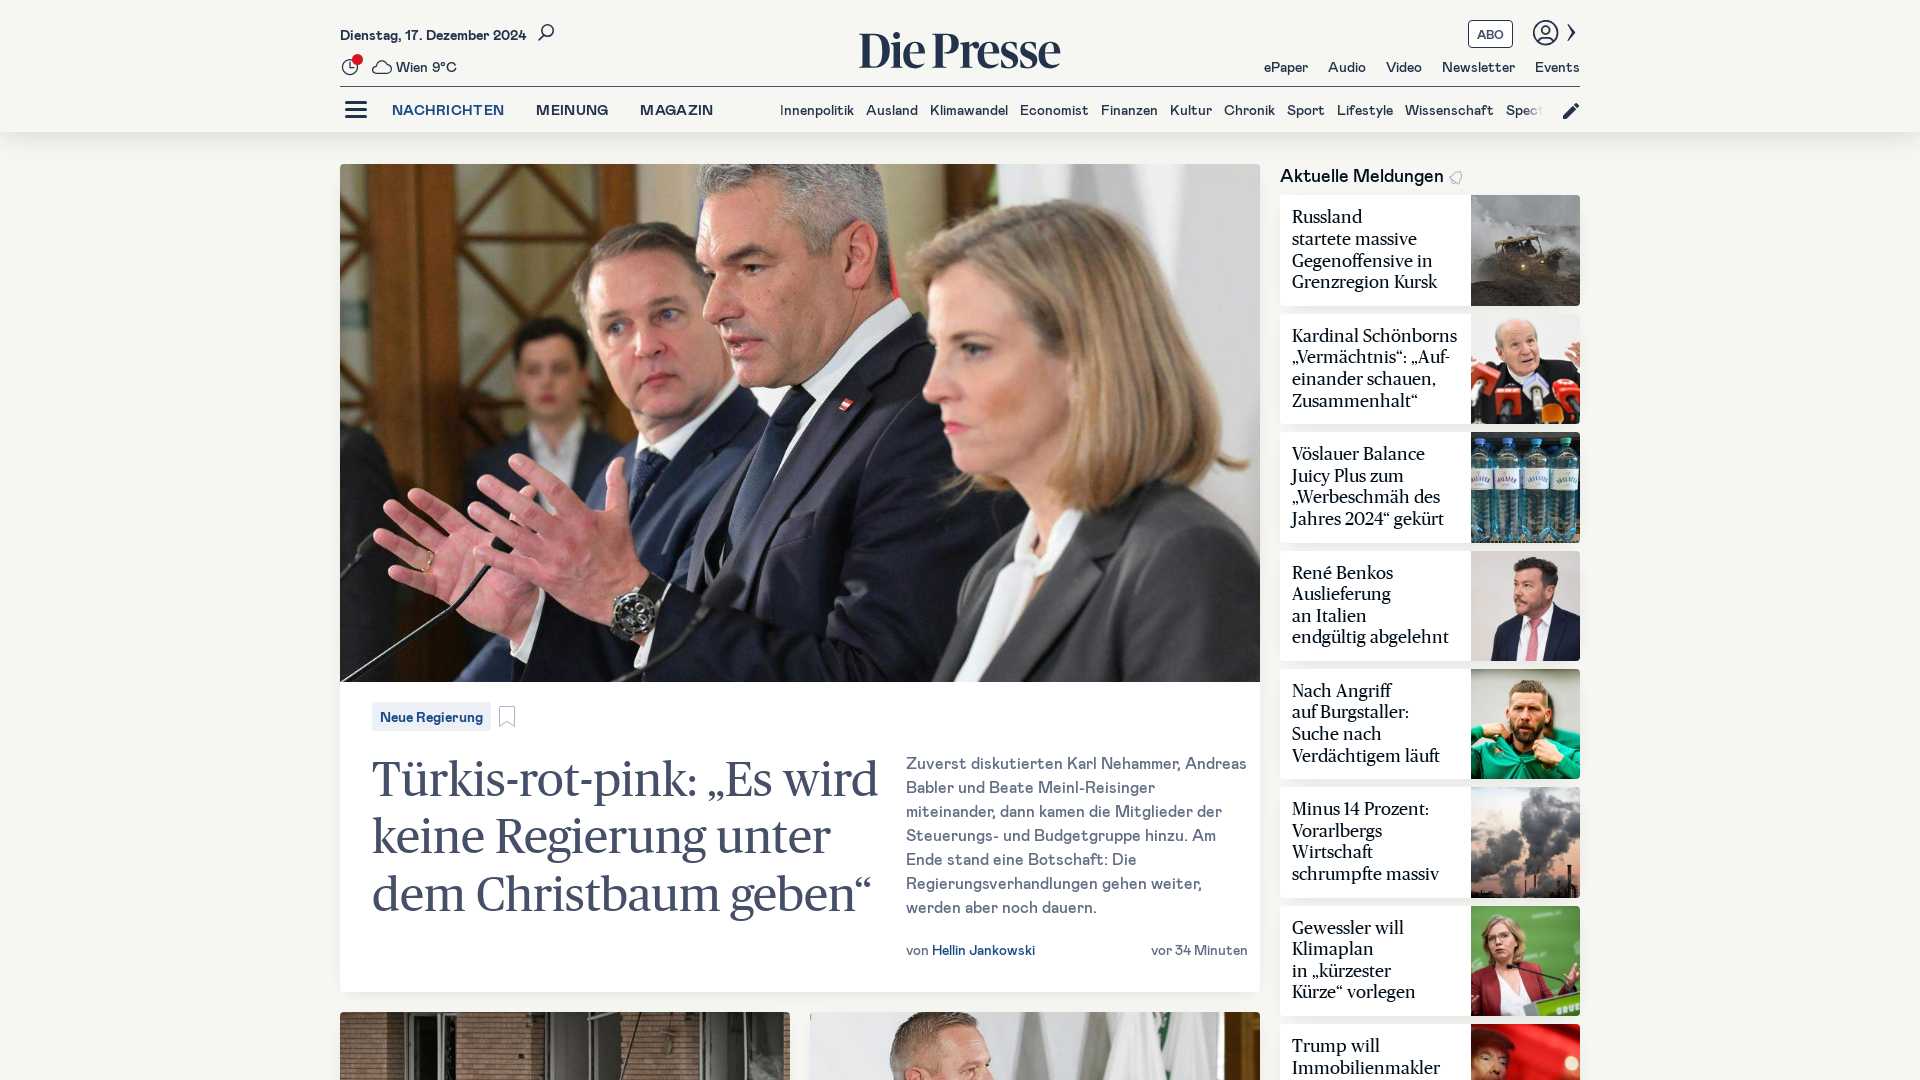 Dienstag, 17. Dezember 2024
Wien 9°C
Die Presse
ABO
ePaper Audio Video Newsletter Events
NACHRICHTEN MEINUNG MAGAZIN
Innenpolitik Ausland Klimawandel Economist Finanzen Kultur Chronik Sport Lifestyle Wissenschaft Spect
Neue Regierung
Türkis-rot-pink: „Es wird
keine Regierung unter
dem Christbaum geben“
Zuverst diskutierten Karl Nehammer, Andreas
Babler und Beate Meinl-Reisinger
miteinander, dann kamen die Mitglieder der
Steuerungs- und Budgetgruppe hinzu. Am
Ende stand eine Botschaft: Die
Regierungsverhandlungen gehen weiter,
werden aber noch dauern.
von Hellin Jankowski
vor 34 Minuten
Aktuelle Meldungen
Russland
startete massive
Gegenoffensive in
Grenzregion Kursk
Kardinal Schönborns
„Vermächtnis“: „Auf-
einander schauen,
Zusammenhalt“
Vöslauer Balance
Juicy Plus zum
„Werbeschmäh des
Jahres 2024“ gekürt
René Benkos
Auslieferung
an Italien
endgültig abgelehnt
Nach Angriff
auf Burgstaller:
Suche nach
Verdächtigem läuft
Minus 14 Prozent:
Vorarlbergs
Wirtschaft
schrumpfte massiv
Gewessler will
Klimaplan
in „kürzester
Kürze“ vorlegen
Trump will
Immobilienmakler